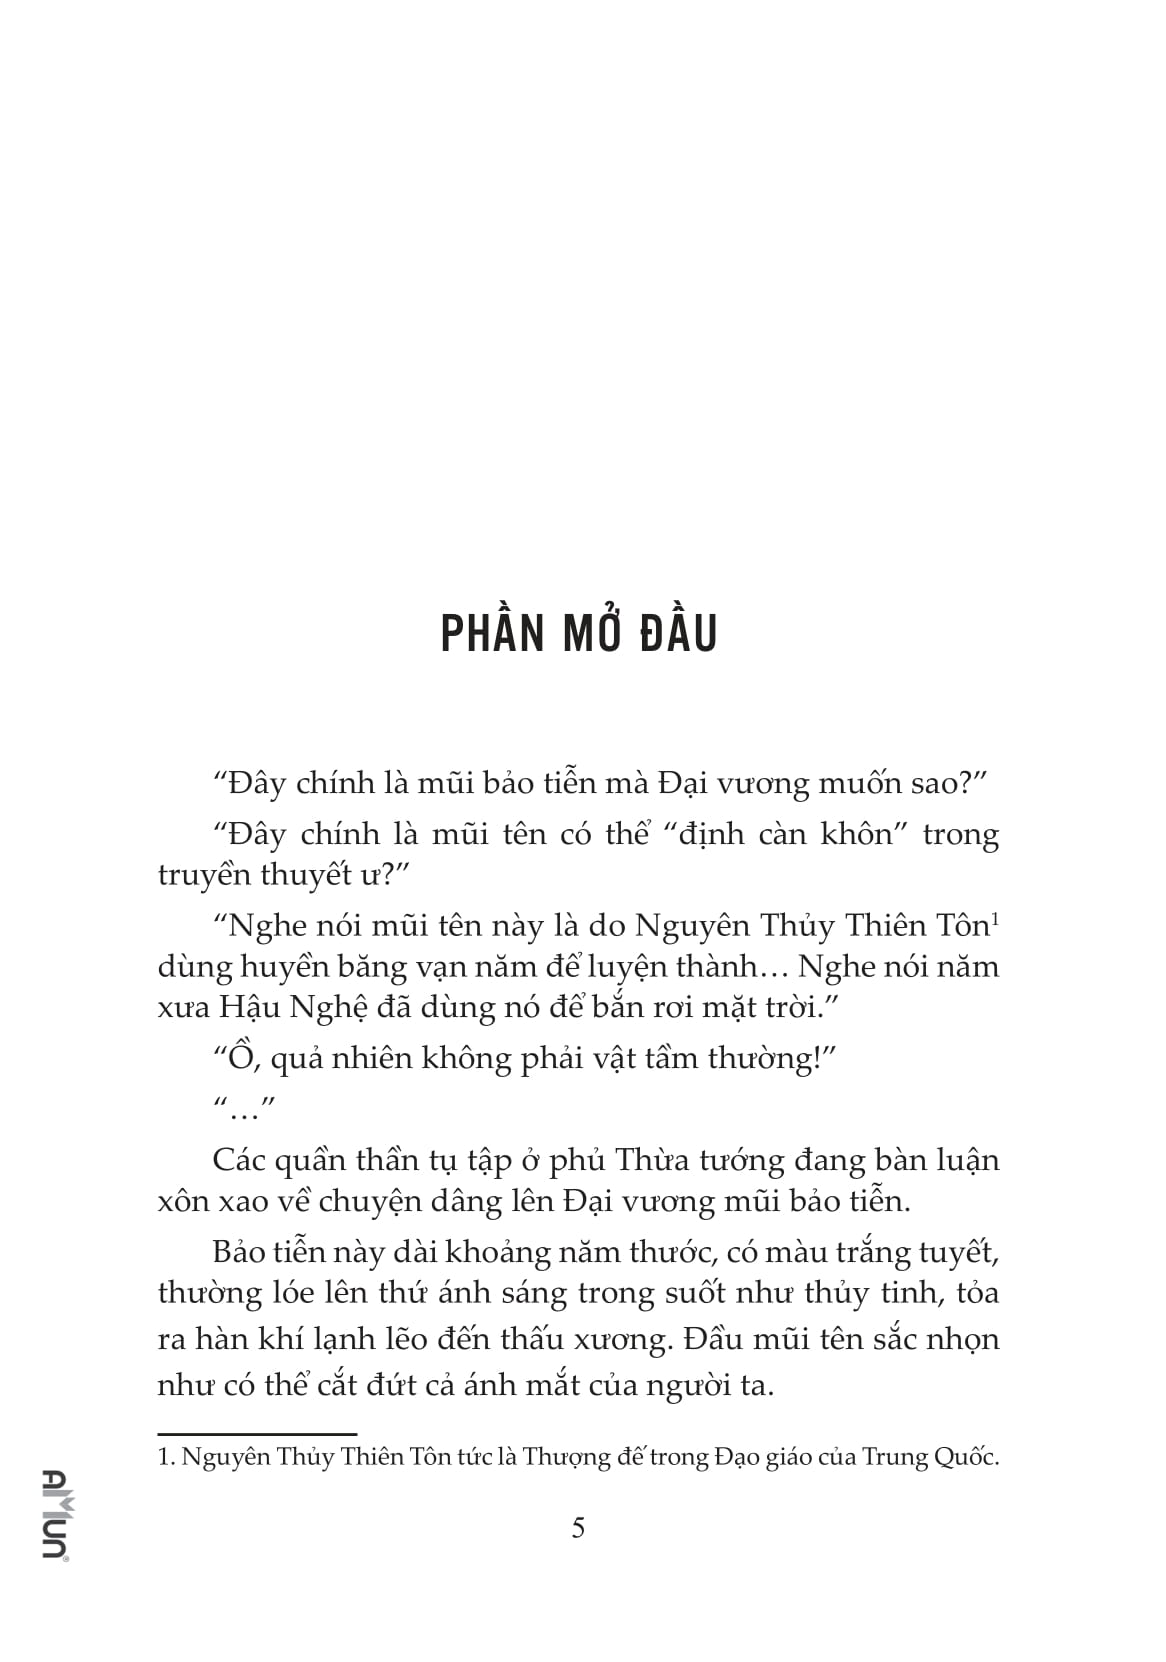 PHẦN MỞ ĐẦU
“Đây chính là mũi bảo tiễn mà Đại vương muốn sao?”
“Đây chính là mũi tên có thể “định càn khôn” trong
truyền thuyết ư?”
“Nghe nói mũi tên này là do Nguyên Thủy Thiên Tôn¹
dùng huyền băng vạn năm để luyện thành… Nghe nói năm
xưa Hậu Nghệ đã dùng nó để bắn rơi mặt trời.”
“Ồ, quả nhiên không phải vật tầm thường!”
“…”
Các quần thần tụ tập ở phủ Thừa tướng đang bàn luận
xôn xao về chuyện dâng lên Đại vương mũi bảo tiễn.
Bảo tiễn này dài khoảng năm thước, có màu trắng tuyết,
thường lóe lên thứ ánh sáng trong suốt như thủy tinh, tỏa
ra hàn khí lạnh lẽo đến thấu xương. Đầu mũi tên sắc nhọn
như có thể cắt đứt cả ánh mắt của người ta.
1. Nguyên Thủy Thiên Tôn tức là Thượng đế trong Đạo giáo của Trung Quốc.
5
AMUN®